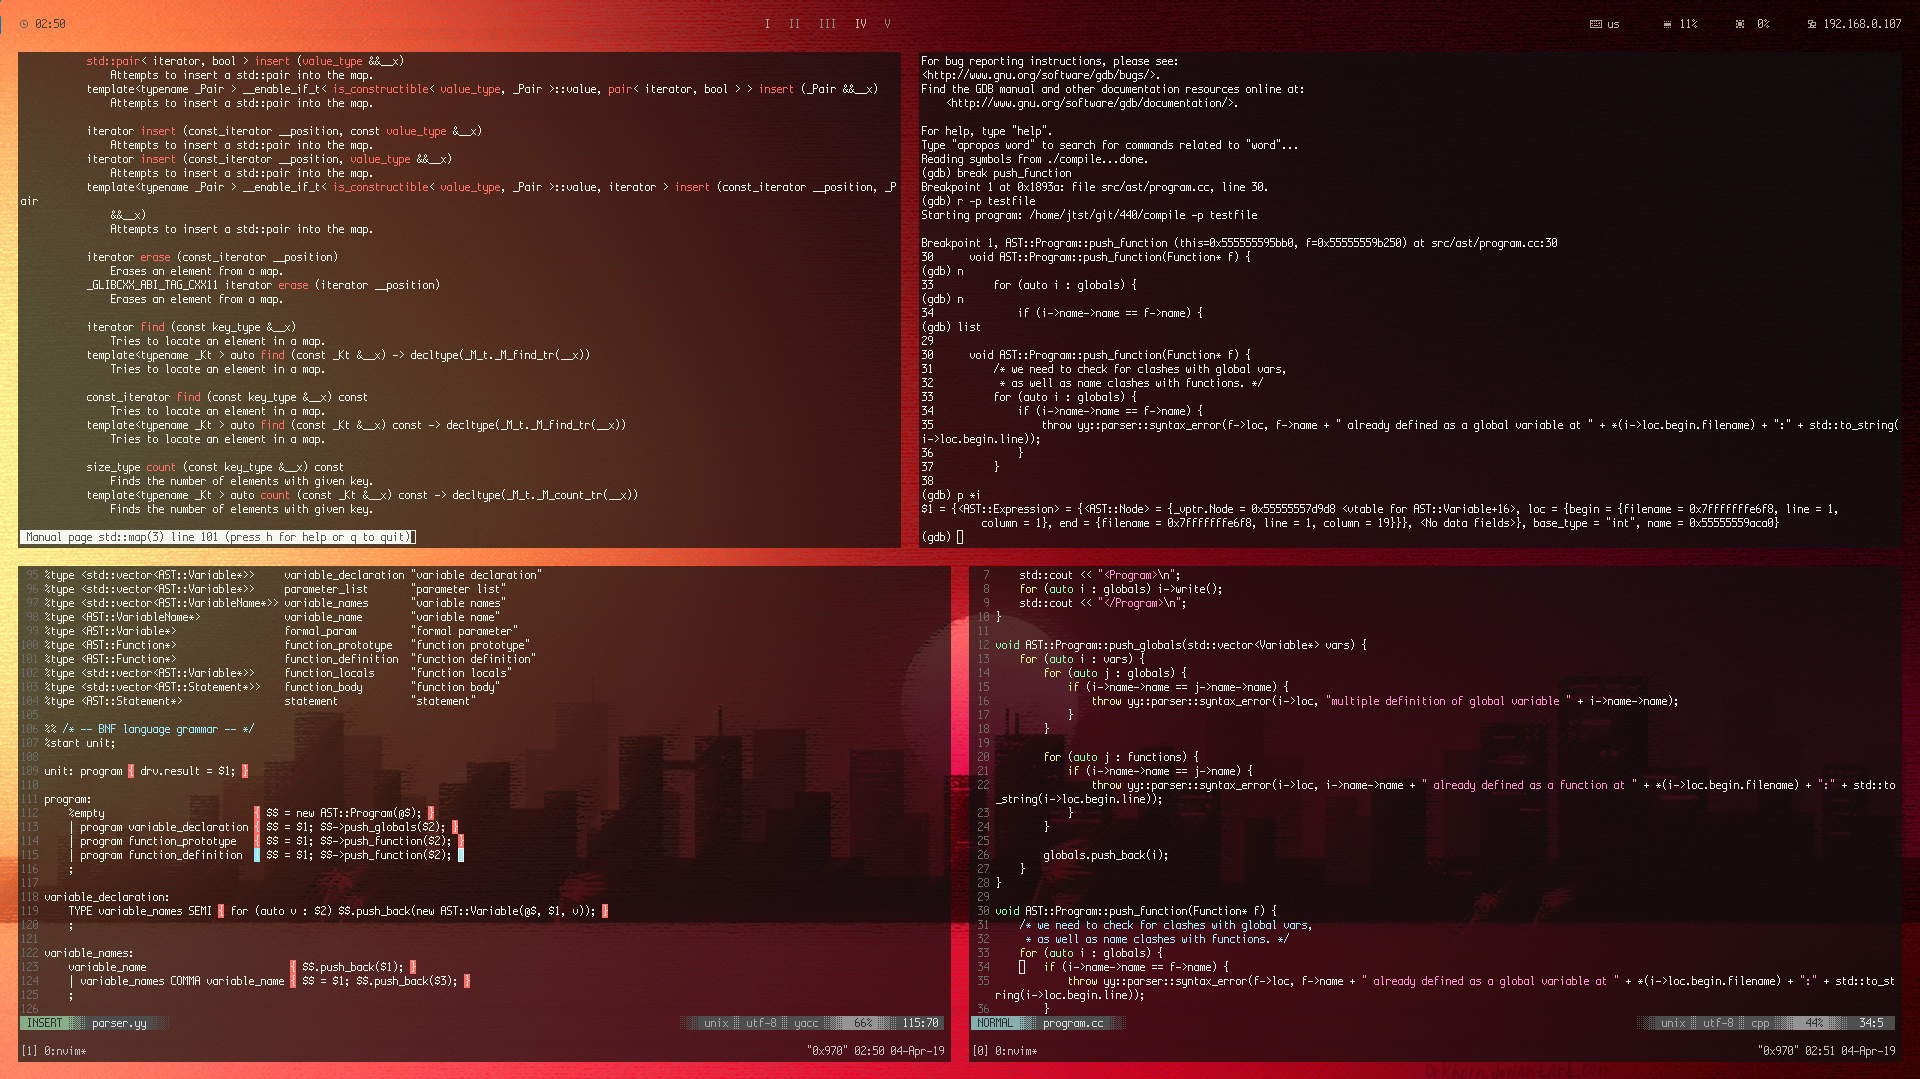 02:50
I II III IV V
us 11% 0% 192.168.0.107
std::pair< iterator, bool > insert (value_type &&__x)
Attempts to insert a std::pair into the map.
template<typename _Pair > __enable_if_t< is_constructible< value_type, _Pair >::value, pair< iterator, bool > > insert (_Pair &&__x)
Attempts to insert a std::pair into the map.
iterator insert (const_iterator __position, const value_type &__x)
Attempts to insert a std::pair into the map.
iterator insert (const_iterator __position, value_type &&__x)
Attempts to insert a std::pair into the map.
template<typename _Pair > __enable_if_t< is_constructible< value_type, _Pair >::value, iterator > insert (const_iterator __position, _P
air
&&__x)
Attempts to insert a std::pair into the map.
iterator erase (const_iterator __position)
Erases an element from a map.
_GLIBCXX_ABI_TAG_CXX11 iterator erase (iterator __position)
Erases an element from a map.
iterator find (const key_type &__x)
Tries to locate an element in a map.
template<typename _Kt > auto find (const _Kt &__x) -> decltype(_M_t._M_find_tr(__x))
Tries to locate an element in a map.
const_iterator find (const key_type &__x) const
Tries to locate an element in a map.
template<typename _Kt > auto find (const _Kt &__x) const -> decltype(_M_t._M_find_tr(__x))
Tries to locate an element in a map.
size_type count (const key_type &__x) const
Finds the number of elements with given key.
template<typename _Kt > auto count (const _Kt &__x) const -> decltype(_M_t._M_count_tr(__x))
Finds the number of elements with given key.
Manual page std::map(3) line 101 (press h for help or q to quit)
For bug reporting instructions, please see:
<http://www.gnu.org/software/gdb/bugs/>.
Find the GDB manual and other documentation resources online at:
<http://www.gnu.org/software/gdb/documentation/>.
For help, type "help".
Type "apropos word" to search for commands related to "word"...
Reading symbols from ./compile...done.
(gdb) break push_function
Breakpoint 1 at 0x1893a: file src/ast/program.cc, line 30.
(gdb) r -p testfile
Starting program: /home/jtst/git/440/compile -p testfile
Breakpoint 1, AST::Program::push_function (this=0x555555595bb0, f=0x55555559b250) at src/ast/program.cc:30
30 void AST::Program::push_function(Function* f) {
(gdb) n
33 for (auto i : globals) {
(gdb) n
34 if (i->name->name == f->name) {
(gdb) list
29
30 void AST::Program::push_function(Function* f) {
31 /* we need to check for clashes with global vars,
32 * as well as name clashes with functions. */
33 for (auto i : globals) {
34 if (i->name->name == f->name) {
35 throw yy::parser::syntax_error(f->loc, f->name + " already defined as a global variable at " + *(i->loc.begin.filename) + ":" + std::to_string(
i->loc.begin.line));
36 }
37 }
38
(gdb) p *i
$1 = {<AST::Expression> = {<AST::Node> = {_vptr.Node = 0x55555557d9d8 <vtable for AST::Variable+16>, loc = {begin = {filename = 0x7fffffffe6f8, line = 1,
column = 1}, end = {filename = 0x7fffffffe6f8, line = 1, column = 19}}}, <No data fields>}, base_type = "int", name = 0x55555559aca0}
(gdb)
95 %type <std::vector<AST::Variable*>> variable_declaration "variable declaration"
96 %type <std::vector<AST::Variable*>> parameter_list "parameter list"
97 %type <std::vector<AST::VariableName*>> variable_names "variable names"
98 %type <AST::VariableName*> variable_name "variable name"
99 %type <AST::Variable*> formal_param "formal parameter"
100 %type <AST::Function*> function_prototype "function prototype"
101 %type <AST::Function*> function_definition "function definition"
102 %type <std::vector<AST::Variable*>> function_locals "function locals"
103 %type <std::vector<AST::Statement*>> function_body "function body"
104 %type <AST::Statement*> statement "statement"
105
106 %% /* -- BNF language grammar -- */
107 %start unit;
108
109 unit: program { drv.result = $1; }
110
111 program:
112 %empty { $$ = new AST::Program(@$); }
113 | program variable_declaration { $$ = $1; $$->push_globals($2); }
114 | program function_prototype { $$ = $1; $$->push_function($2); }
115 | program function_definition { $$ = $1; $$->push_function($2); }
116 ;
117
118 variable_declaration:
119 TYPE variable_names SEMI { for (auto v : $2) $$.push_back(new AST::Variable(@$, $1, v)); }
120 ;
121
122 variable_names:
123 variable_name { $$.push_back($1); }
124 | variable_names COMMA variable_name { $$ = $1; $$.push_back($3); }
125 ;
126
INSERT parser.yy unix utf-8 yacc 66% 115:70
[1] 0:nvim* "0x970" 02:50 04-Apr-19
7 std::cout << "<Program>\n";
8 for (auto i : globals) i->write();
9 std::cout << "</Program>\n";
10 }
11
12 void AST::Program::push_globals(std::vector<Variable*> vars) {
13 for (auto i : vars) {
14 for (auto j : globals) {
15 if (i->name->name == j->name->name) {
16 throw yy::parser::syntax_error(i->loc, "multiple definition of global variable " + i->name->name);
17 }
18 }
19
20 for (auto j : functions) {
21 if (i->name->name == j->name) {
22 throw yy::parser::syntax_error(i->loc, i->name->name + " already defined as a function at " + *(i->loc.begin.filename) + ":" + std::to
_string(i->loc.begin.line));
23 }
24 }
25
26 globals.push_back(i);
27 }
28 }
29
30 void AST::Program::push_function(Function* f) {
31 /* we need to check for clashes with global vars,
32 * as well as name clashes with functions. */
33 for (auto i : globals) {
34 if (i->name->name == f->name) {
35 throw yy::parser::syntax_error(f->loc, f->name + " already defined as a global variable at " + *(i->loc.begin.filename) + ":" + std::to_st
ring(i->loc.begin.line));
36 }
NORMAL program.cc unix utf-8 cpp 44% 34:5
[0] 0:nvim* "0x970" 02:51 04-Apr-19